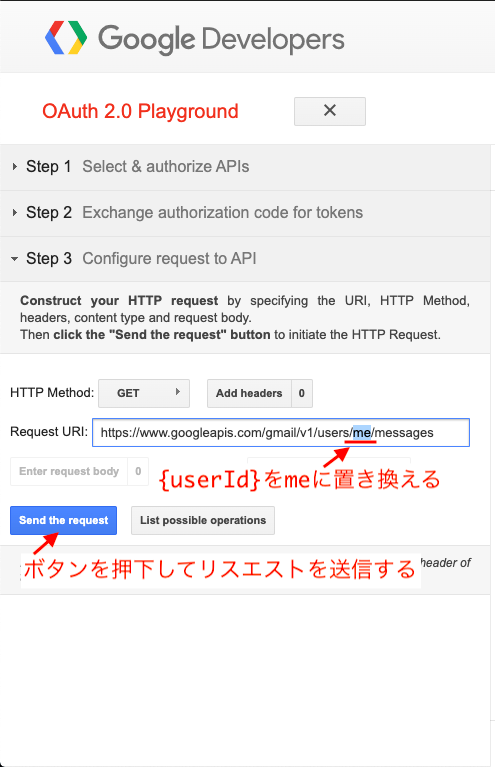 Google Developers
OAuth 2.0 Playground
Step 1 Select & authorize APIs
Step 2 Exchange authorization code for tokens
Step 3 Configure request to API
Construct your HTTP request by specifying the URI, HTTP Method,
headers, content type and request body.
Then click the "Send the request" button to initiate the HTTP Request.
HTTP Method: GET Add headers 0
Request URI: https://www.googleapis.com/gmail/v1/users/me/messages
Enter request body 0
{userId}をmeに置き換える
Send the request List possible operations
ボタンを押下してリスエストを送信する
header of